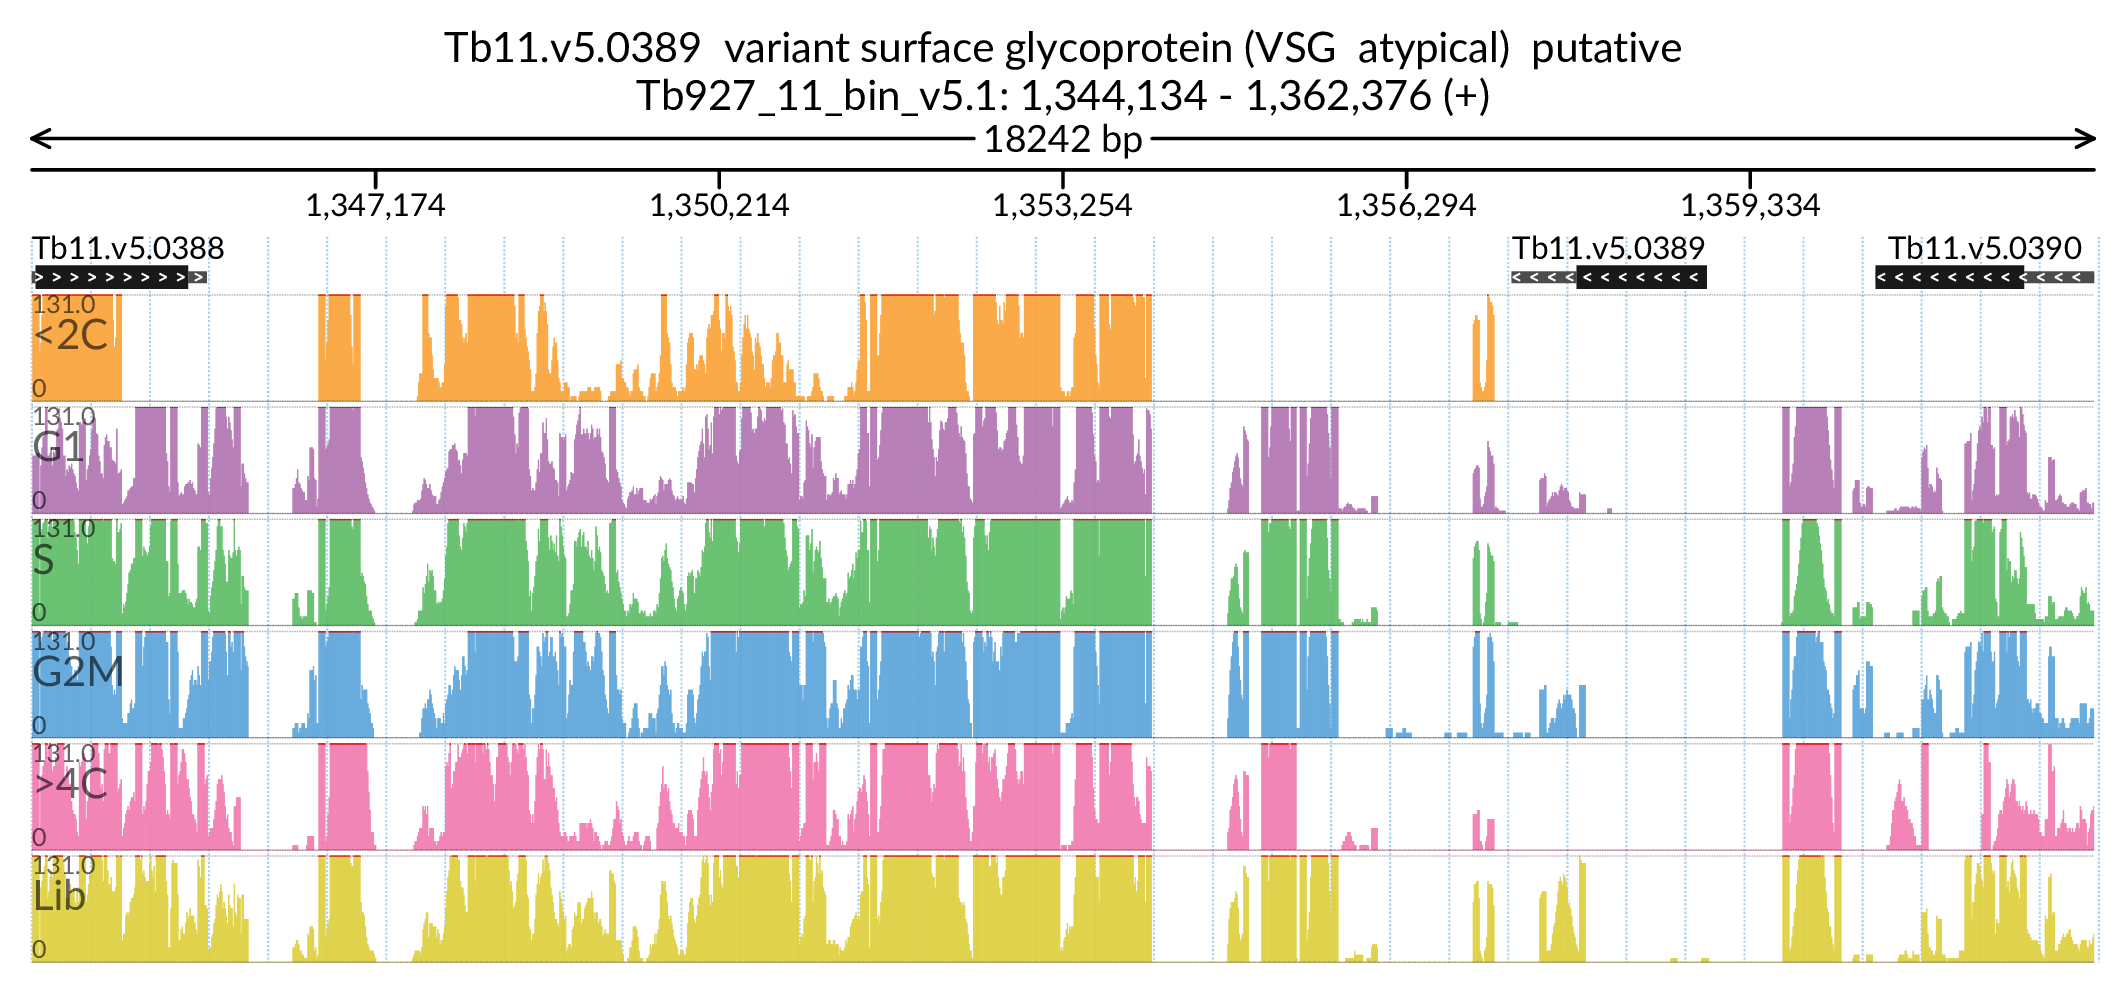 Tb11.v5.0389 variant surface glycoprotein (VSG atypical) putative
Tb927_11_bin_v5.1: 1,344,134 - 1,362,376 (+)
18242 bp
1,347,174 1,350,214 1,353,254 1,356,294 1,359,334
Tb11.v5.0388 Tb11.v5.0389 Tb11.v5.0390
131.0
<2C
0
131.0
G1
0
131.0
S
0
131.0
G2M
0
131.0
>4C
0
131.0
Lib
0